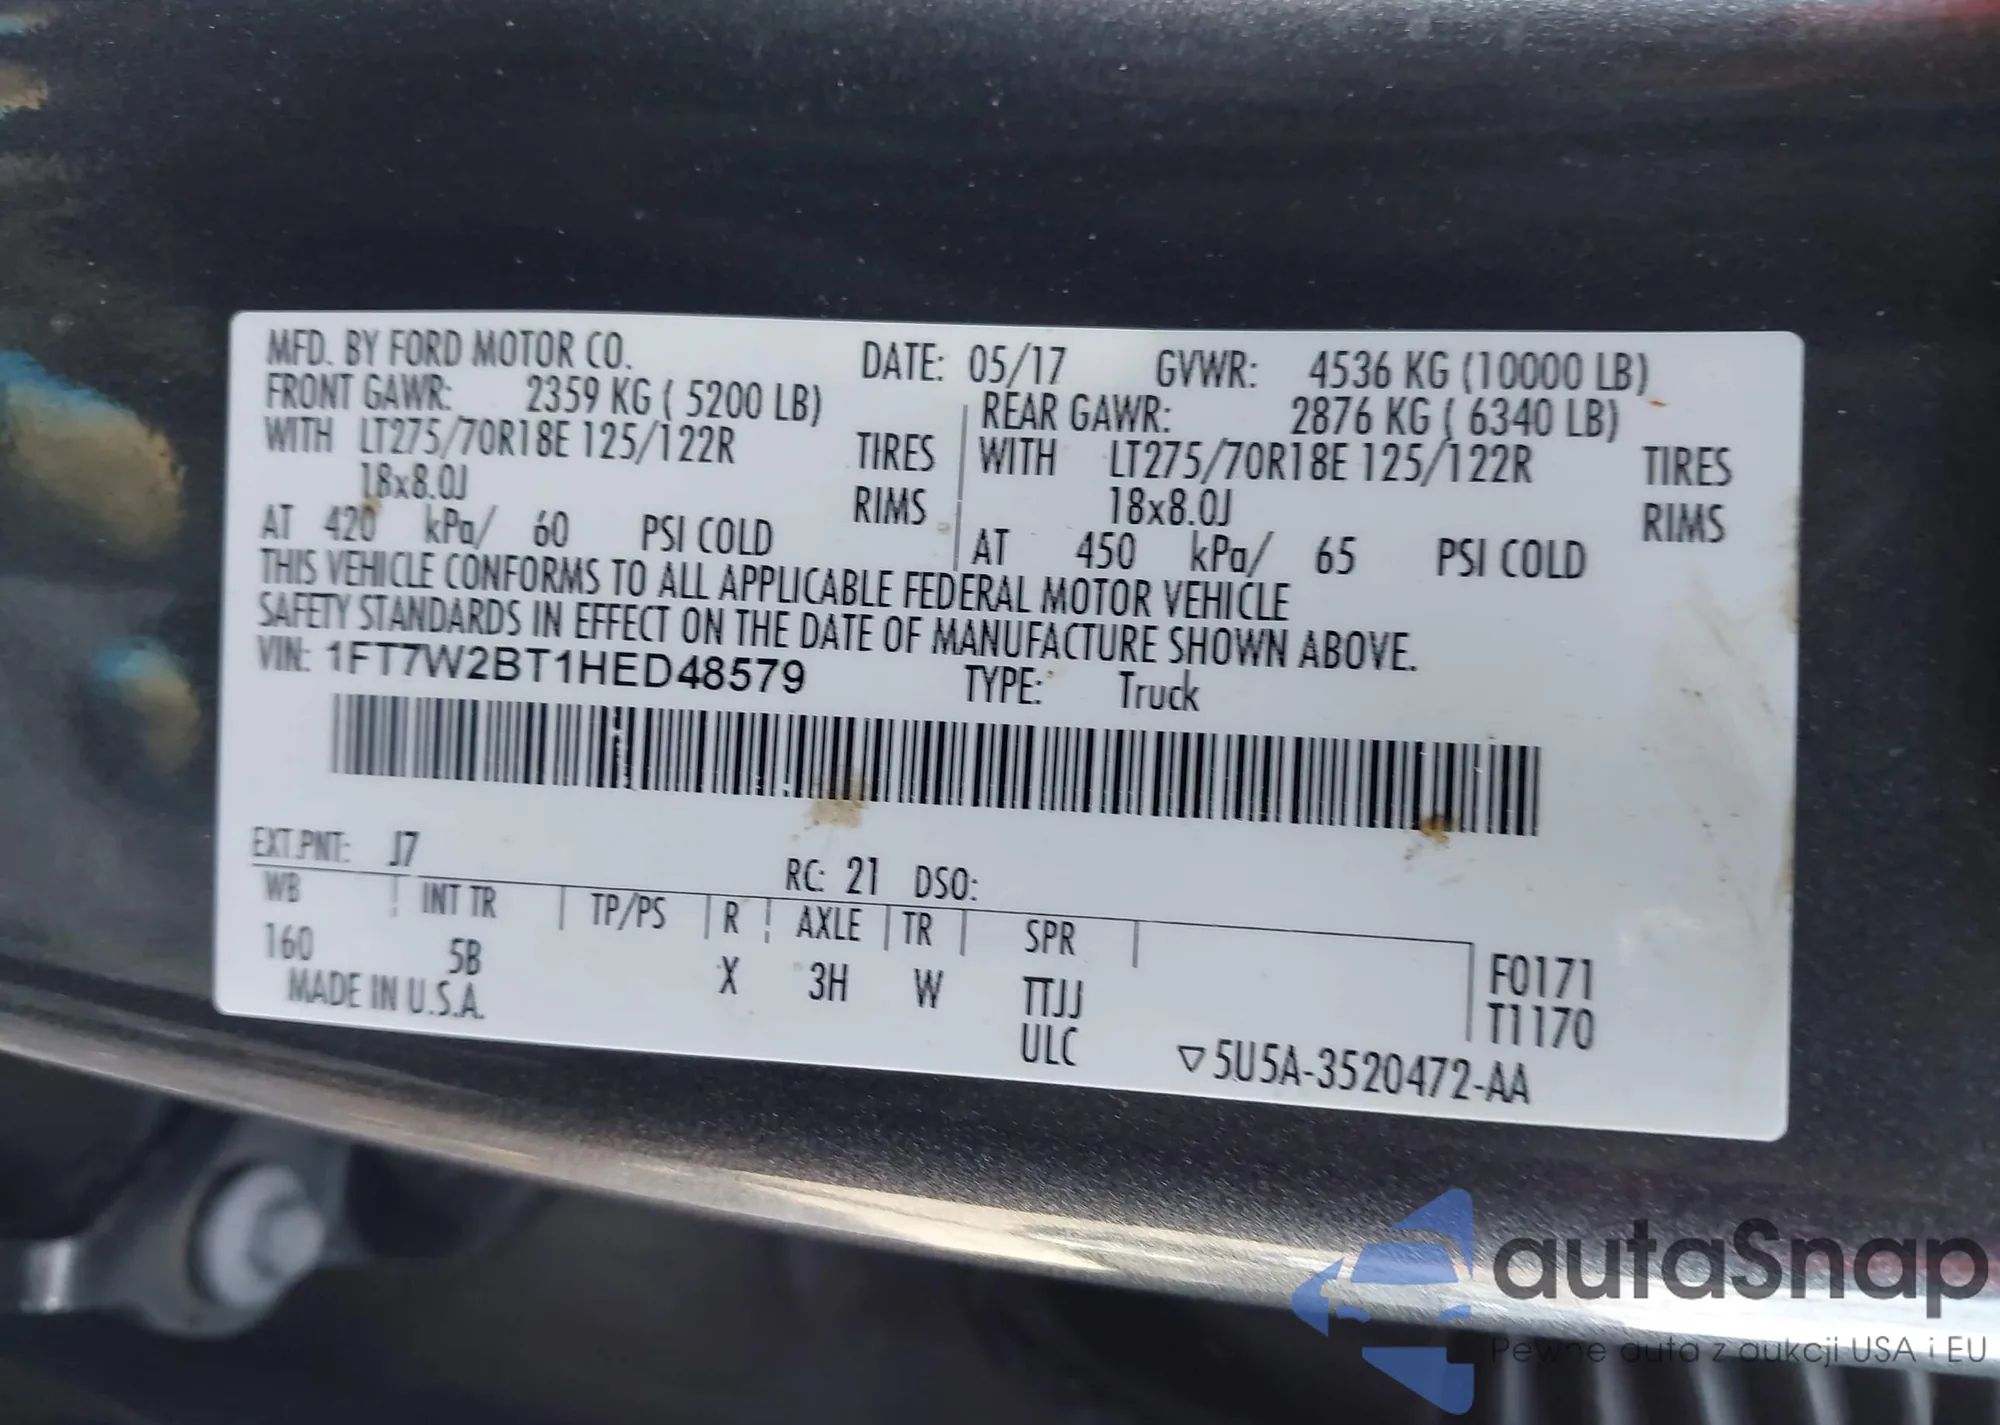 MFD. BY FORD MOTOR CO. DATE: 05/17 GVWR: 4536 KG (10000 LB)
FRONT GAWR: 2359 KG ( 5200 LB) REAR GAWR: 2876 KG ( 6340 LB)
WITH LT275/70R18E 125/122R TIRES WITH LT275/70R18E 125/122R TIRES
18x8.0J RIMS 18x8.0J RIMS
AT 420 kPa/ 60 PSI COLD AT 450 kPa/ 65 PSI COLD
THIS VEHICLE CONFORMS TO ALL APPLICABLE FEDERAL MOTOR VEHICLE
SAFETY STANDARDS IN EFFECT ON THE DATE OF MANUFACTURE SHOWN ABOVE.
VIN: 1FT7W2BT1HED48579 TYPE: Truck
EXT.PNT: J7 RC: 21 DSO:
WB INT TR TP/PS R AXLE TR SPR
160 5B X 3H W TTJJ F0171
MADE IN U.S.A. ULC T1170
▽5U5A-3520472-AA
autaSnap
Pewne auta z aukcji USA i EU